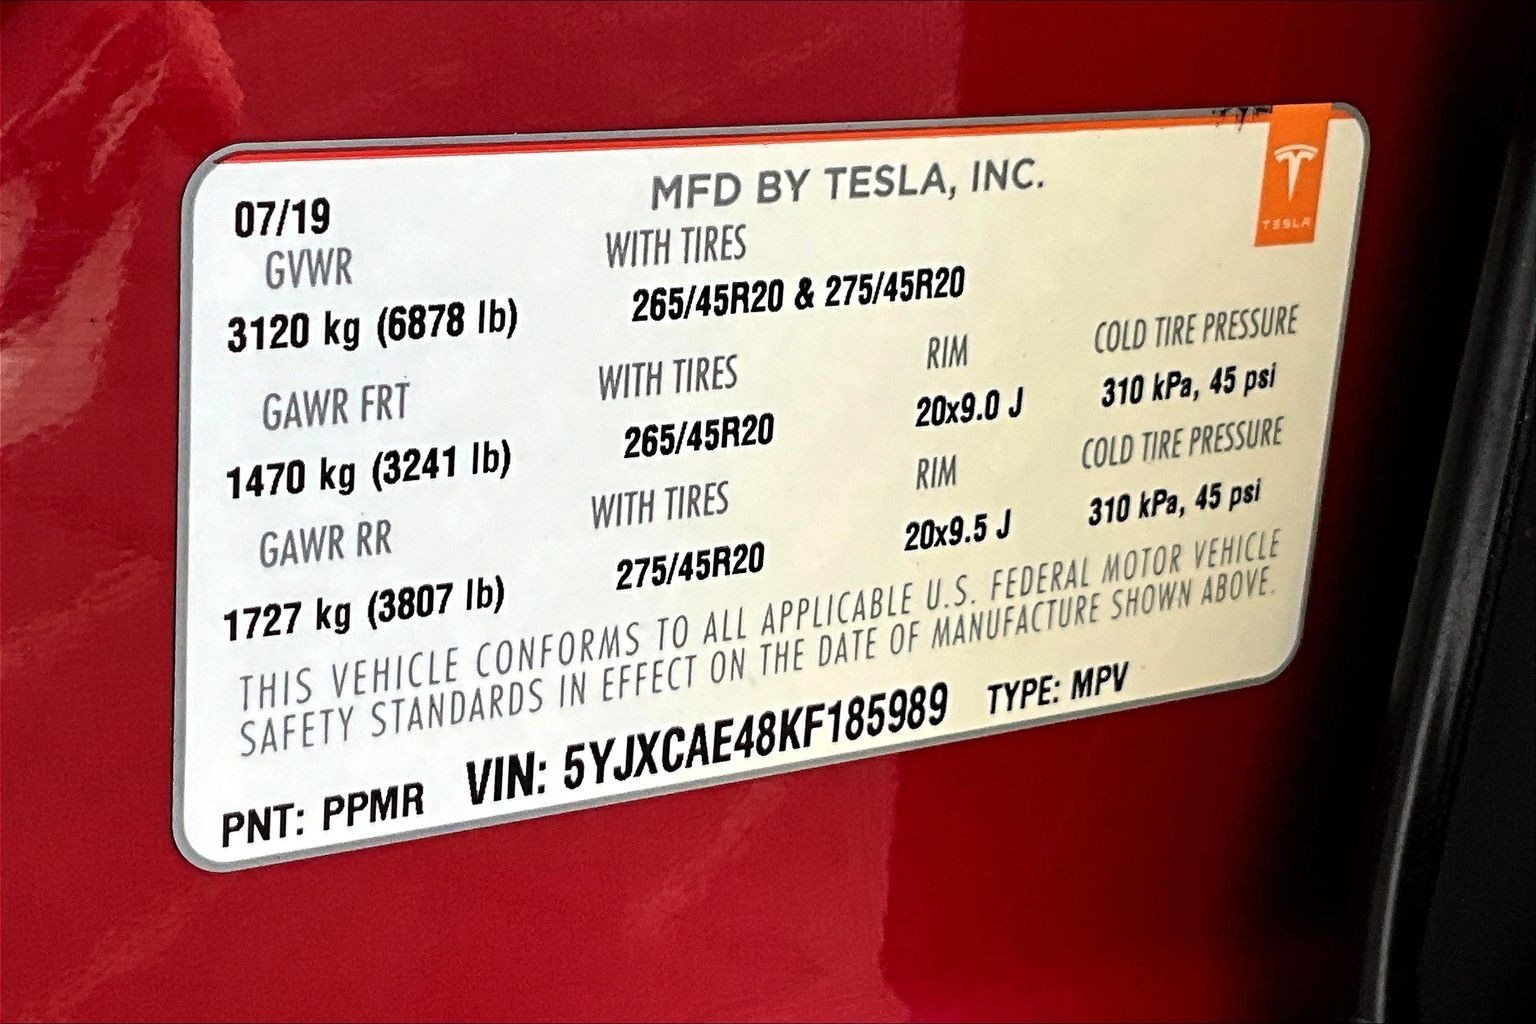 MFD BY TESLA, INC.
TESLA
07/19
GVWR WITH TIRES
3120 kg (6878 lb) 265/45R20 & 275/45R20
GAWR FRT WITH TIRES RIM COLD TIRE PRESSURE
1470 kg (3241 lb) 265/45R20 20x9.0 J 310 kPa, 45 psi
GAWR RR WITH TIRES RIM COLD TIRE PRESSURE
1727 kg (3807 lb) 275/45R20 20x9.5 J 310 kPa, 45 psi
THIS VEHICLE CONFORMS TO ALL APPLICABLE U.S. FEDERAL MOTOR VEHICLE
SAFETY STANDARDS IN EFFECT ON THE DATE OF MANUFACTURE SHOWN ABOVE.
PNT: PPMR VIN: 5YJXCAE48KF185989 TYPE: MPV